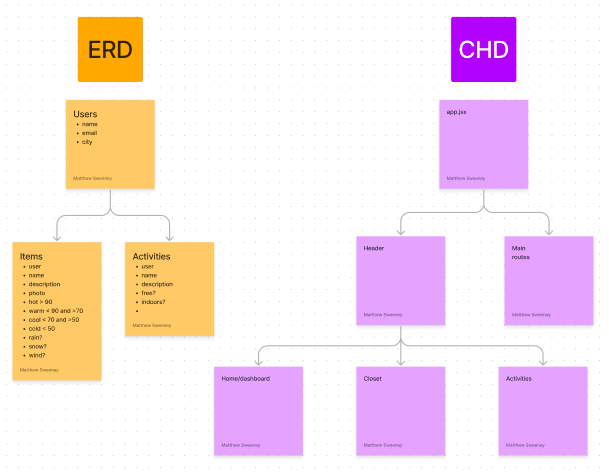 ERD
CHD
Users
• name
• email
• city
Matthew Sweeney
app.jsx
Matthew Sweeney
Items
• user
• name
• description
• photo
• hot > 90
• warm < 90 and >70
• cool < 70 and >50
• cold < 50
• rain?
• snow?
• wind?
Matthew Sweeney
Activities
• user
• name
• description
• free?
• indoors?
•
Matthew Sweeney
Header
Matthew Sweeney
Main
routes
Matthew Sweeney
Home/dashboard
Matthew Sweeney
Closet
Matthew Sweeney
Activities
Matthew Sweeney